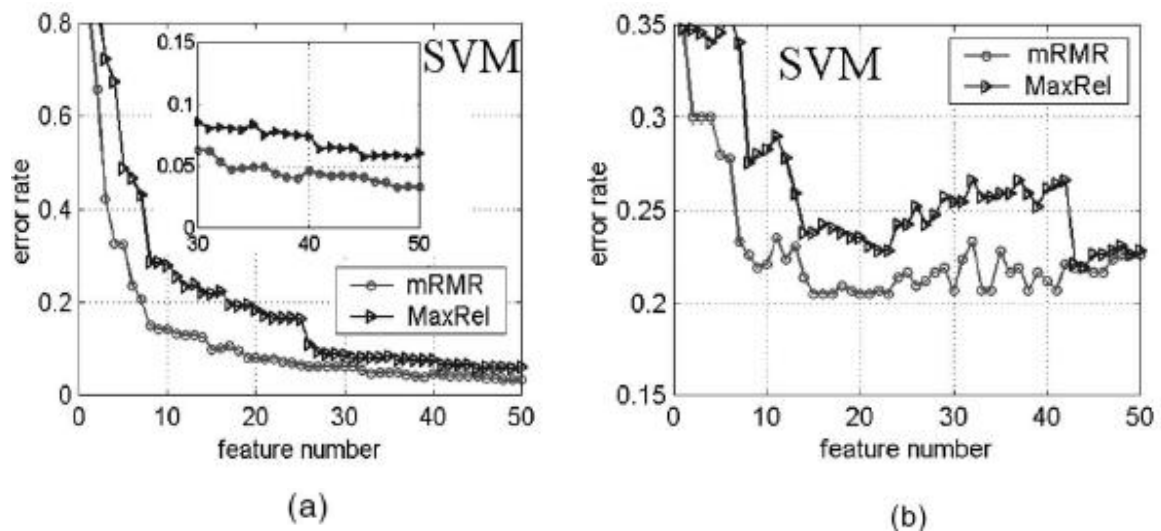 0.8
0.6
0.4
0.2
0
error rate
0 10 20 30 40 50
feature number
SVM
0.15
0.1
0.05
0
30 40 50
mRMR
MaxRel
(a)
0.35
0.3
0.25
0.2
0.15
error rate
0 10 20 30 40 50
feature number
SVM
mRMR
MaxRel
(b)